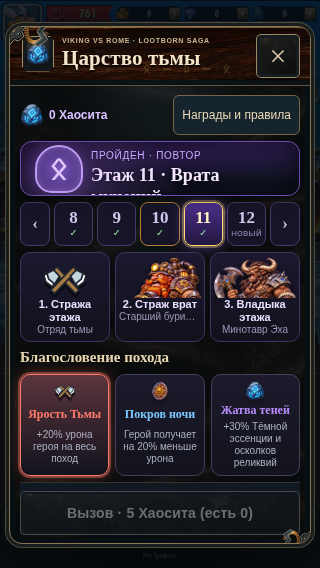 761
0
0
VIKING VS ROME · LOOTBORN SAGA
Царство тьмы
0 Хаосита
Награды и правила
ПРОЙДЕН · ПОВТОР
Этаж 11 · Врата
8
9
10
11
12
новый
1. Стража этажа
Отряд тьмы
2. Страж врат
Старший бури...
3. Владыка этажа
Минотавр Эха
Благословение похода
Ярость Тьмы
+20% урона
героя на весь
поход
Покров ночи
Герой получает
на 20% меньше
урона
Жатва теней
+30% Тёмной
эссенции и
осколков
реликвий
Вызов · 5 Хаосита (есть 0)